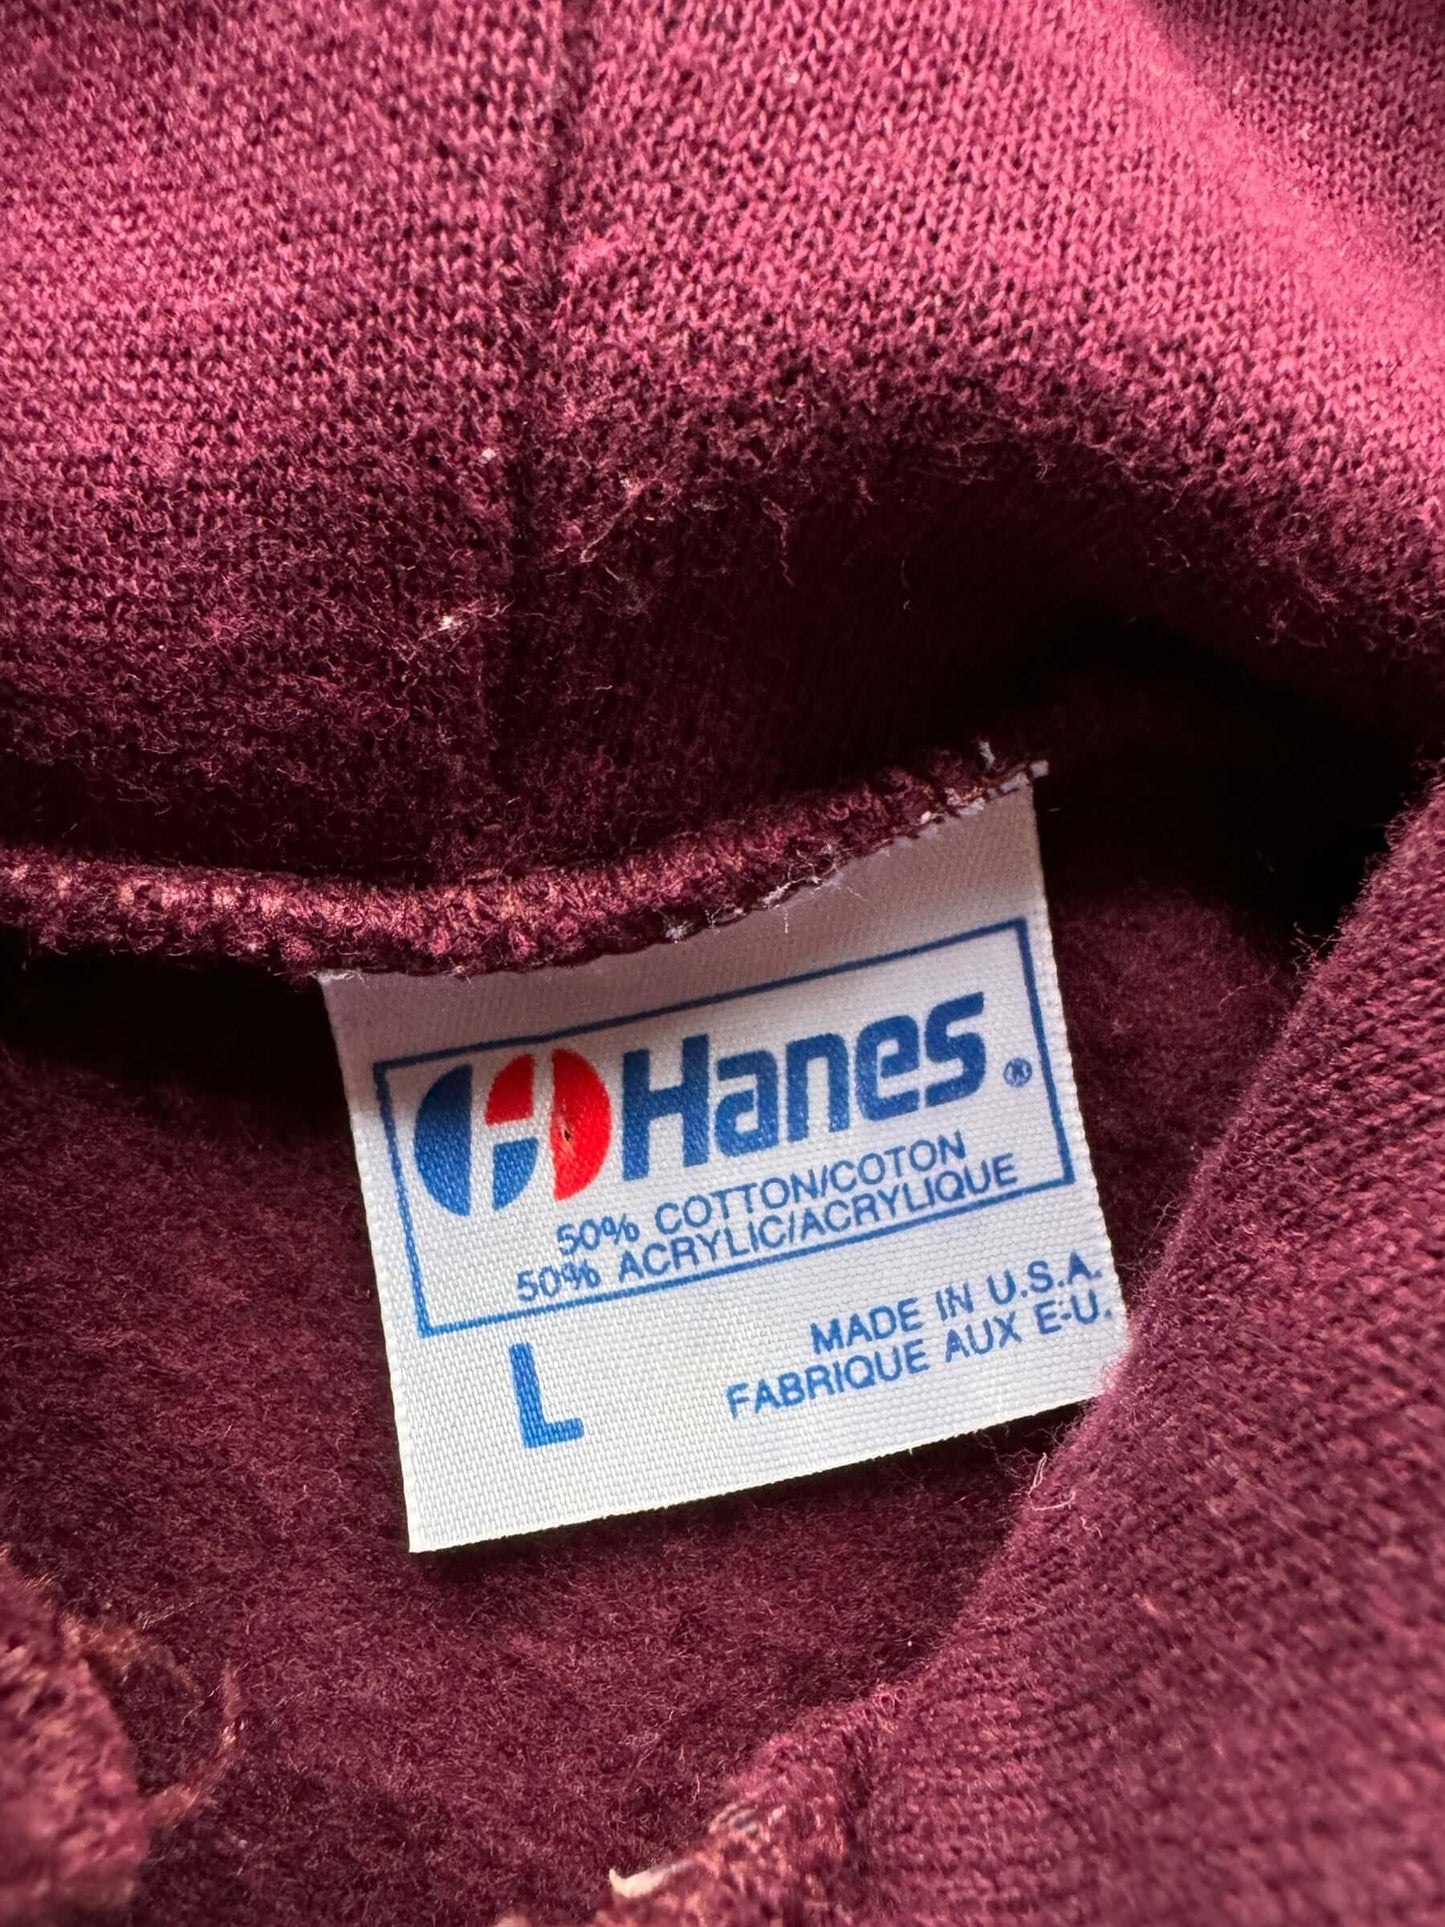 Hanes®
50% COTTON/COTON
50% ACRYLIC/ACRYLIQUE
L
MADE IN U.S.A.
FABRIQUE AUX E-U.